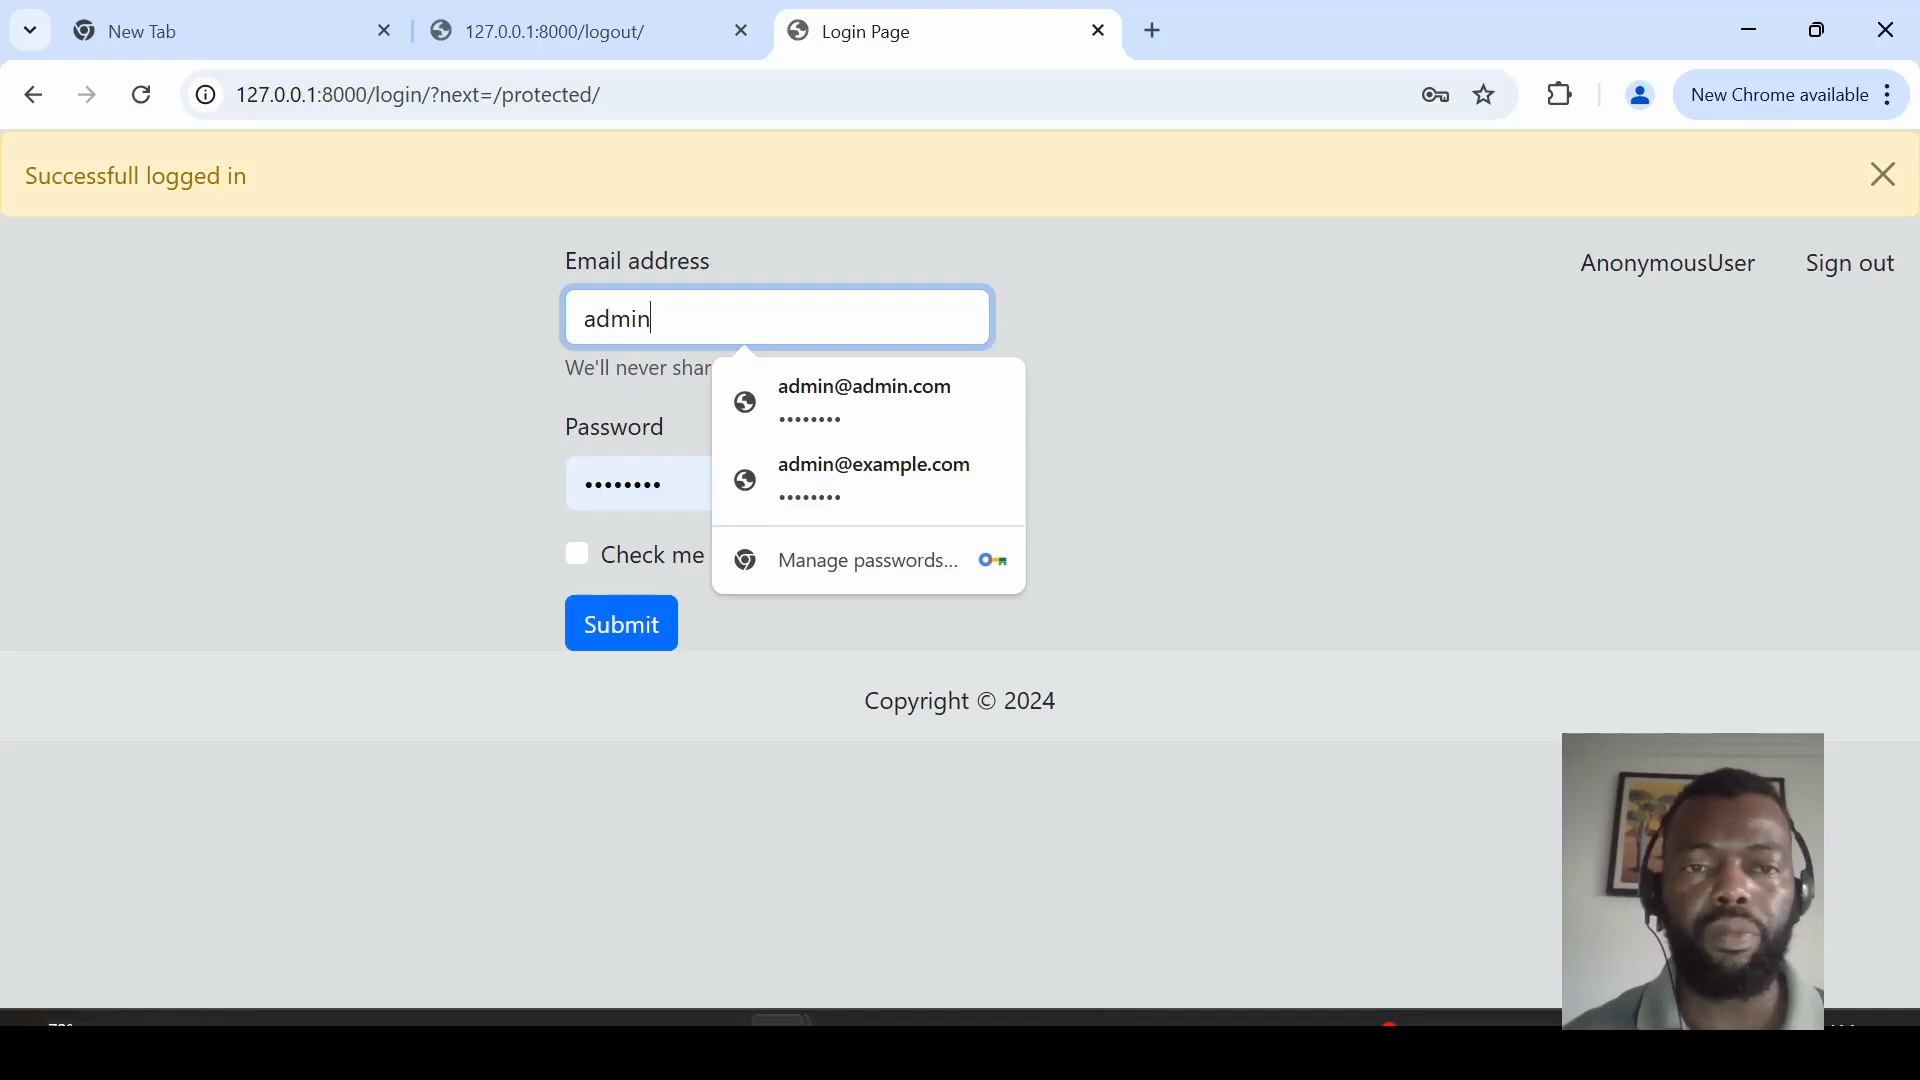 New Tab
127.0.0.1:8000/logout/
Login Page
127.0.0.1:8000/login/?next=/protected/
New Chrome available
Successfull logged in
Email address
AnonymousUser
Sign out
admin
We'll never
admin@admin.com
••••••••
Password
admin@example.com
••••••••
••••••••
Check me
Manage passwords...
Submit
Copyright © 2024